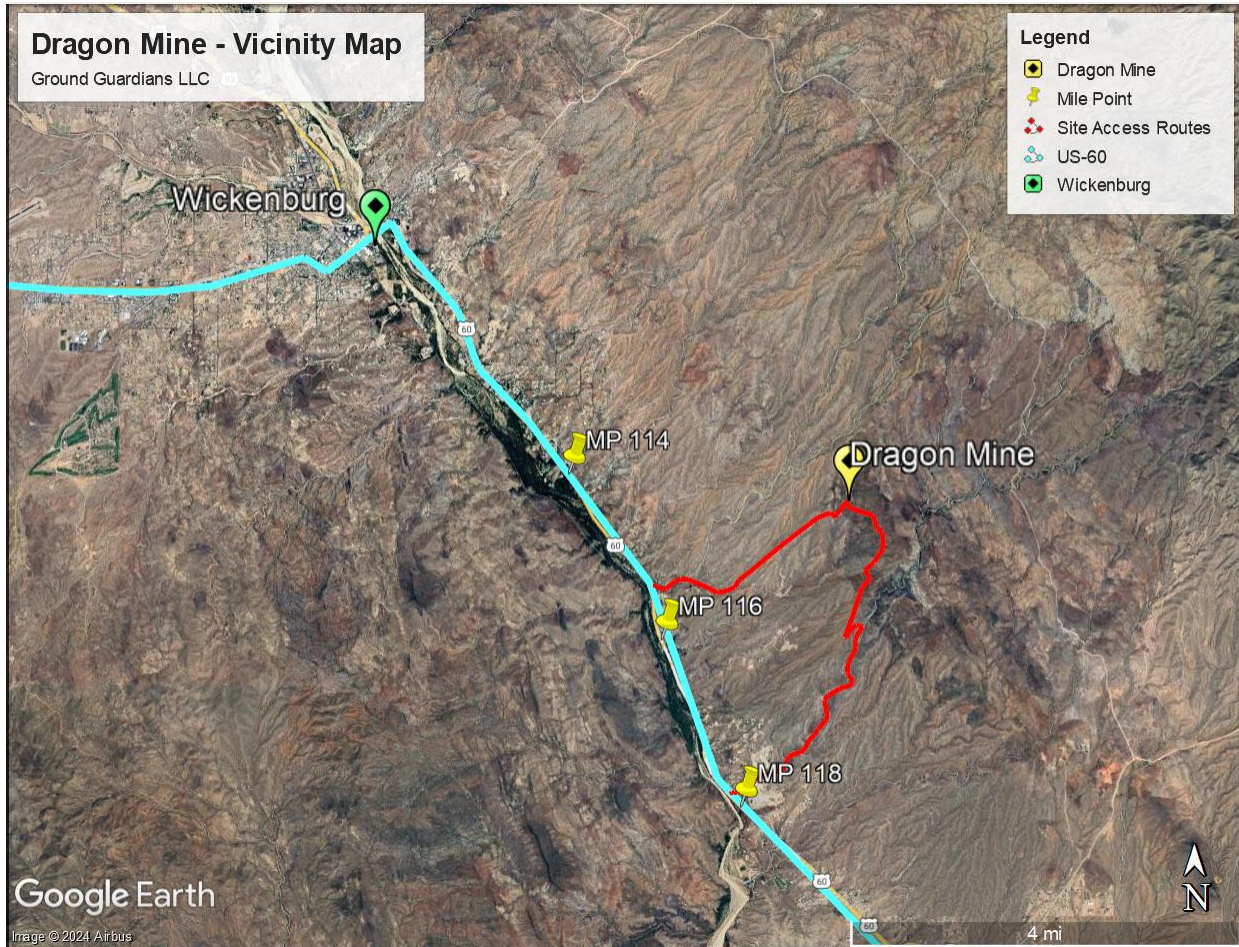 Dragon Mine - Vicinity Map
Ground Guardians LLC
Legend
Dragon Mine
Mile Point
Site Access Routes
US-60
Wickenburg
Wickenburg
60
MP 114
Dragon Mine
60
MP 116
MP 118
60
60
Google Earth
N
4 mi
Image © 2024 Airbus